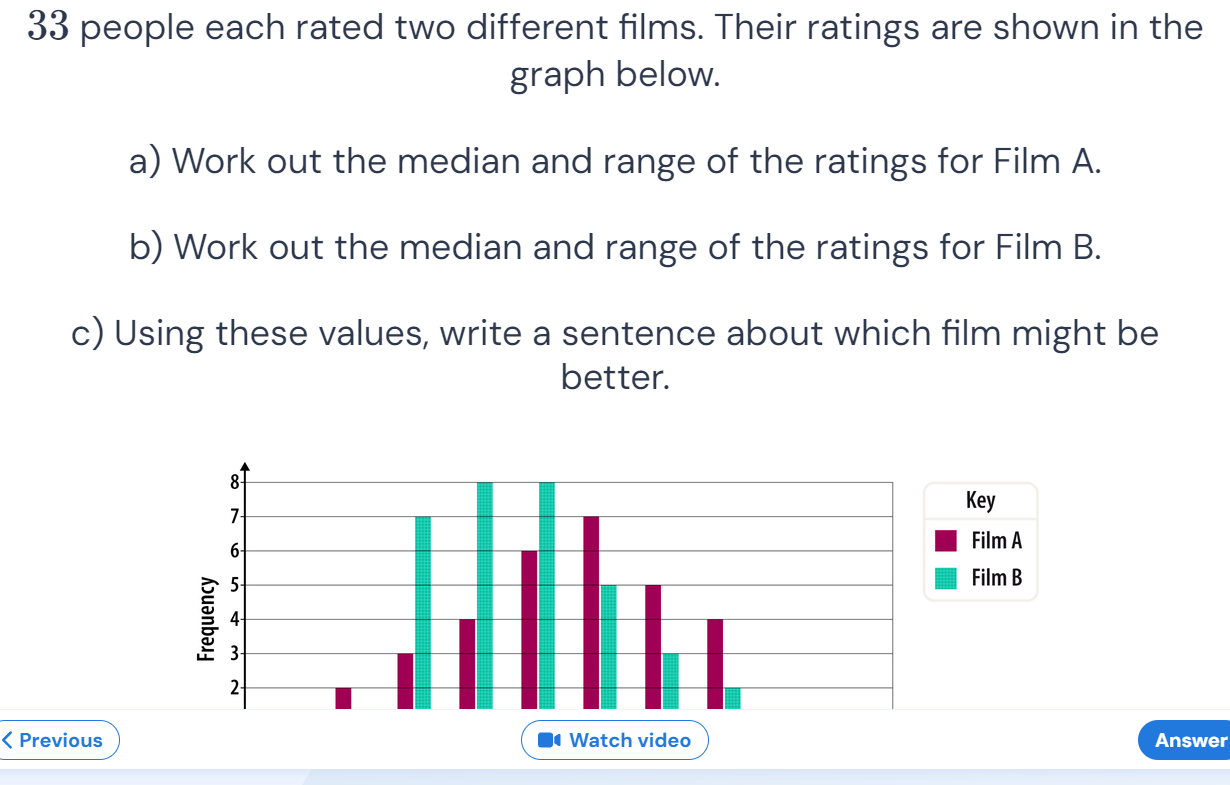 33 people each rated two different films. Their ratings are shown in the
graph below.
a) Work out the median and range of the ratings for Film A.
b) Work out the median and range of the ratings for Film B.
c) Using these values, write a sentence about which film might be
better.
8
7
6
5
4
3
2
Frequency
Key
Film A
Film B
Previous
Watch video
Answer